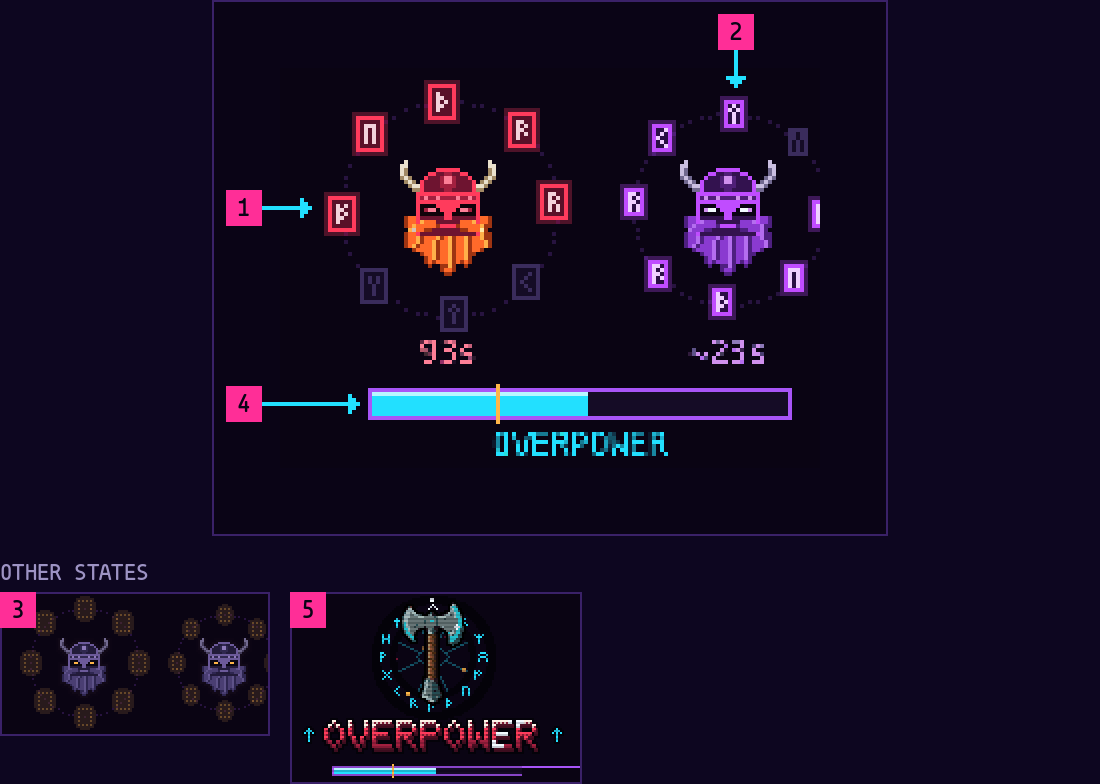 2
1
93s
~23s
4
OVERPOWER
OTHER STATES
3
5
↑ OVERPOWER ↑